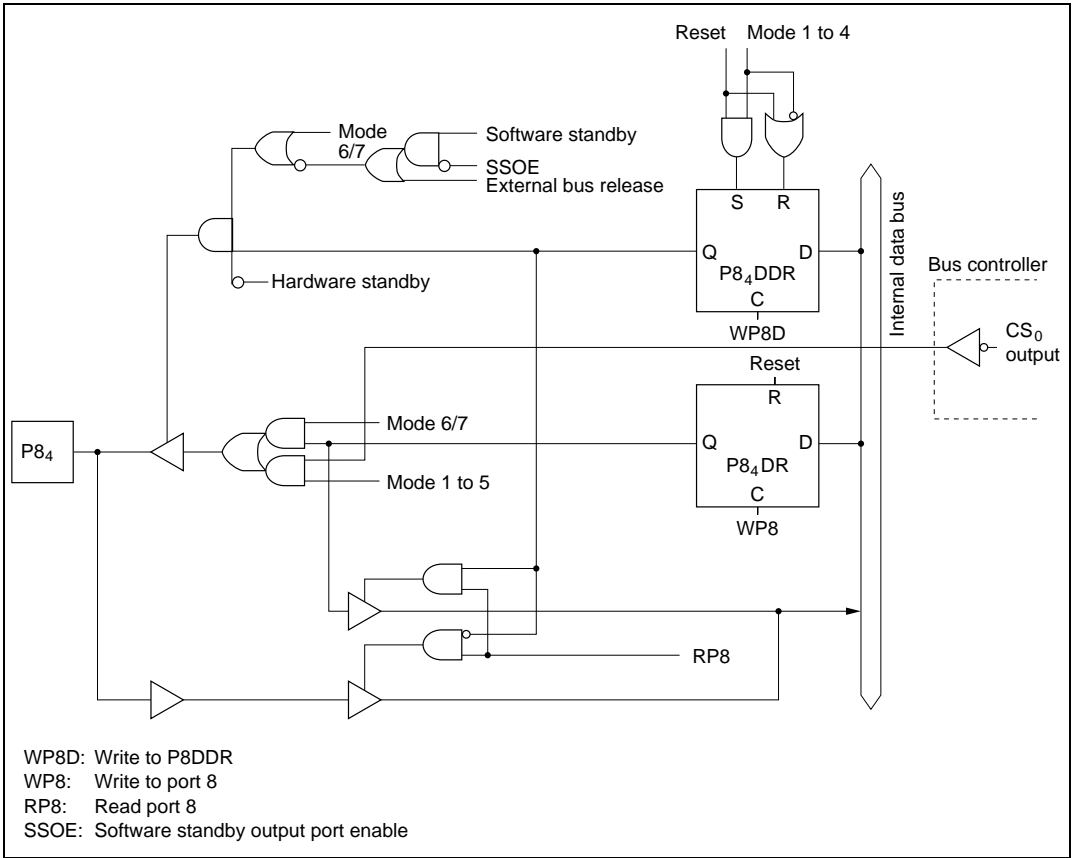 Reset Mode 1 to 4
Mode
6/7
Software standby
SSOE
External bus release
S R
Q D
P8₄DDR
C
WP8D
Hardware standby
Internal data bus
Bus controller
CS₀
output
Reset
R
Q D
P8₄DR
C
WP8
Mode 6/7
P8₄
Mode 1 to 5
RP8
WP8D: Write to P8DDR
WP8: Write to port 8
RP8: Read port 8
SSOE: Software standby output port enable